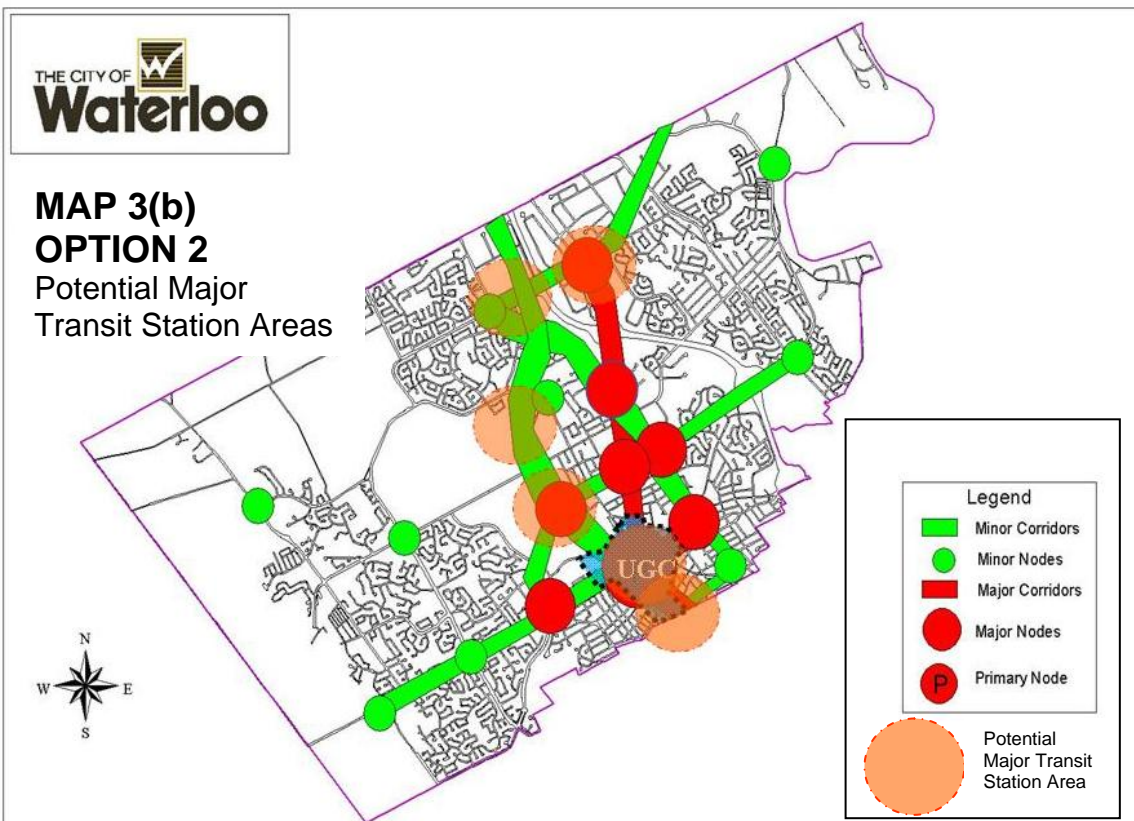 THE CITY OF
Waterloo
MAP 3(b)
OPTION 2
Potential Major
Transit Station Areas
UGC
N
W
E
S
Legend
Minor Corridors
Minor Nodes
Major Corridors
Major Nodes
P
Primary Node
Potential
Major Transit
Station Area